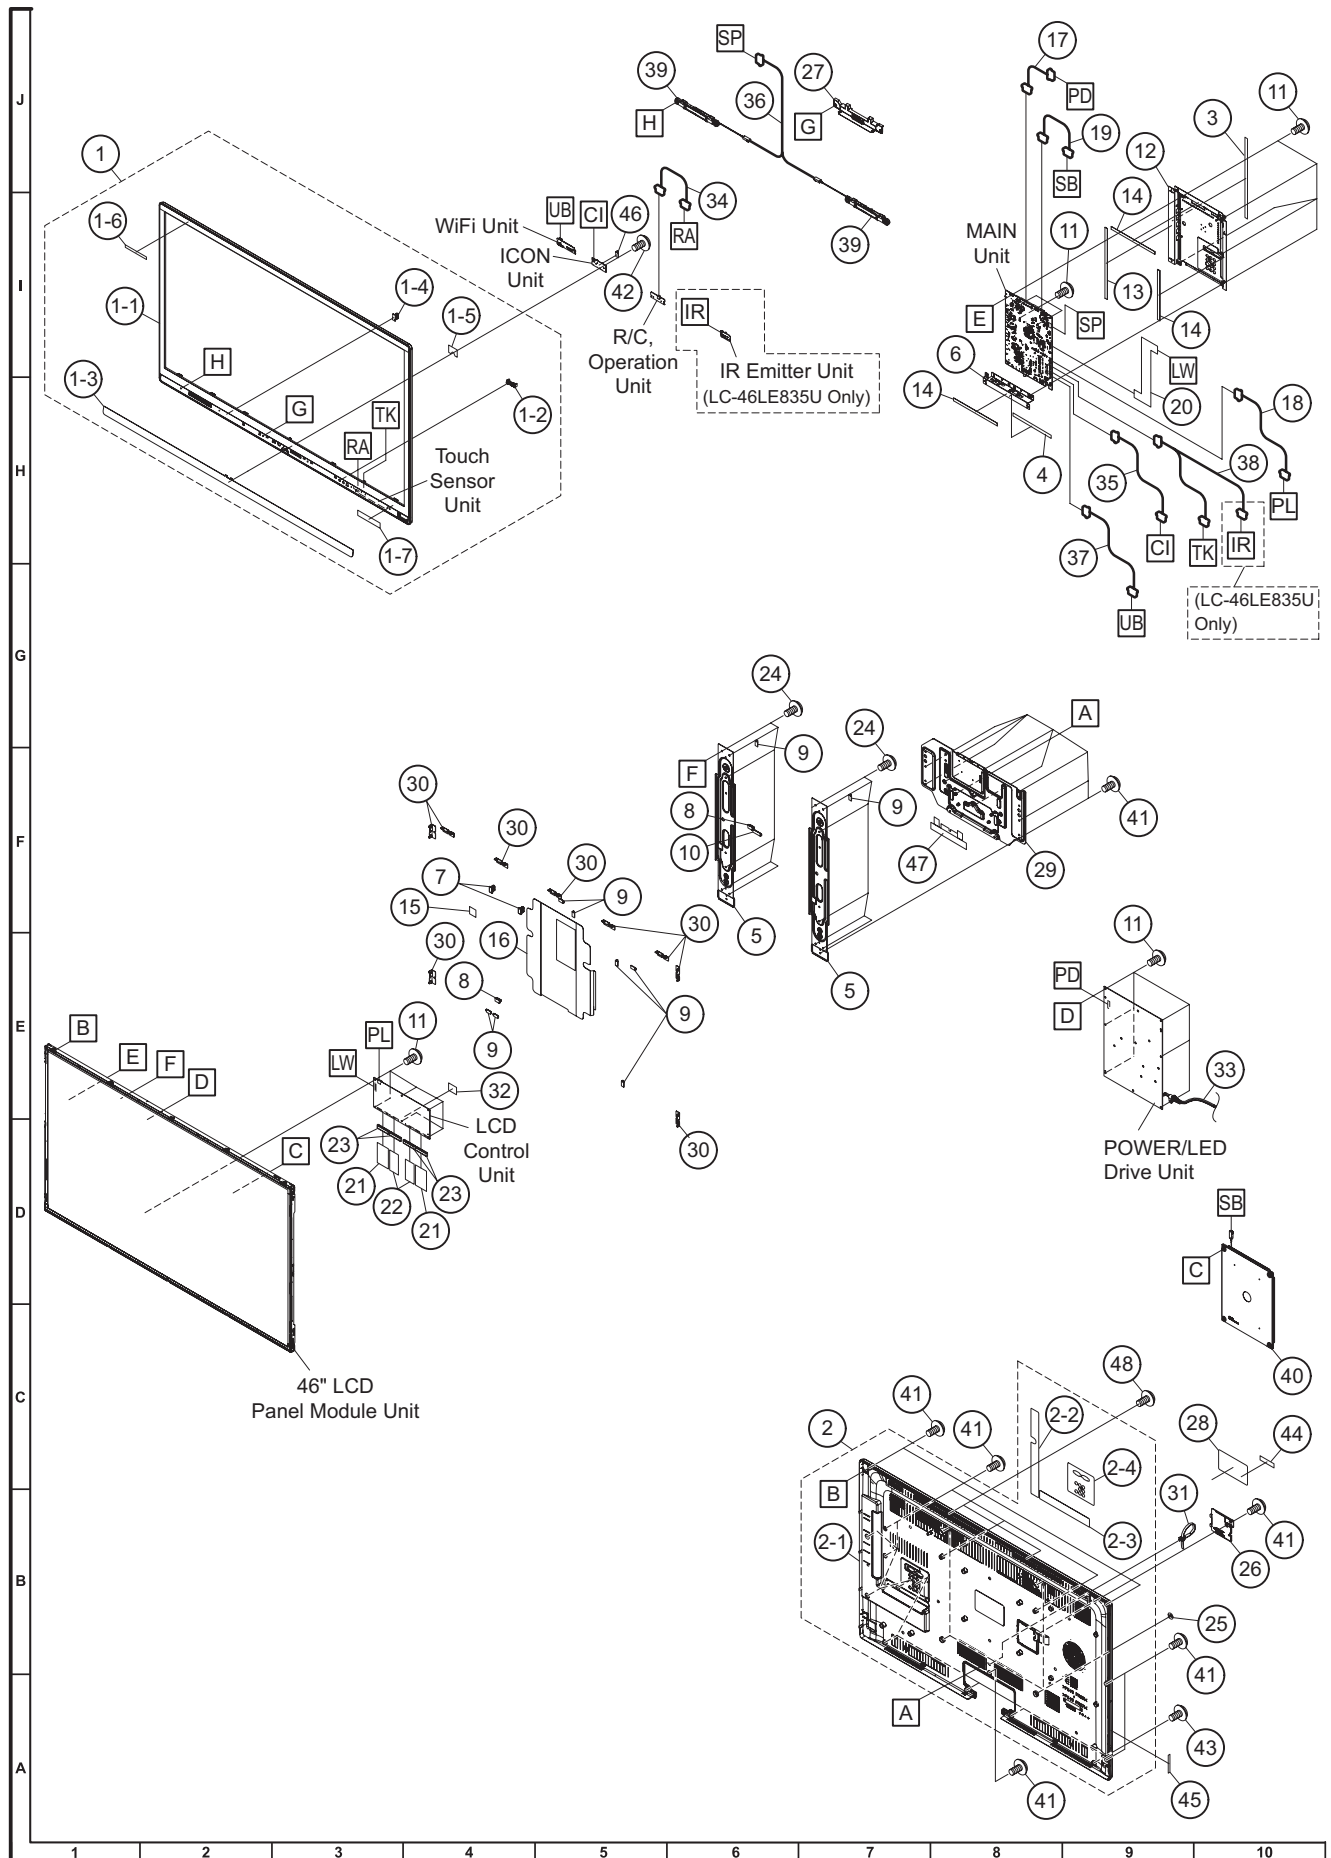 J
I
H
G
F
E
D
C
B
A
1
2
3
4
5
6
7
8
9
10
SP
39
36
27
G
H
39
17
PD
19
SB
11
3
12
14
MAIN
Unit
11
E
SP
13
14
6
14
4
LW
20
18
38
35
PL
37
CI
TK
IR
UB
(LC-46LE835U
Only)
1
1-6
1-1
1-3
H
G
RA
TK
Touch
Sensor
Unit
1-7
1-4
1-5
1-2
WiFi Unit
UB
CI
46
ICON
Unit
42
34
RA
R/C,
Operation
Unit
IR
IR Emitter Unit
(LC-46LE835U Only)
24
9
F
8
10
5
24
9
5
A
41
47
29
30
30
7
15
30
16
30
9
30
8
9
9
30
11
PL
LW
32
LCD
Control
Unit
23
23
21
22
21
B
E
F
D
C
46" LCD
Panel Module Unit
11
PD
D
33
POWER/LED
Drive Unit
SB
C
40
48
41
41
2
B
2-1
2-2
2-4
2-3
28
44
31
26
41
25
41
43
A
41
45